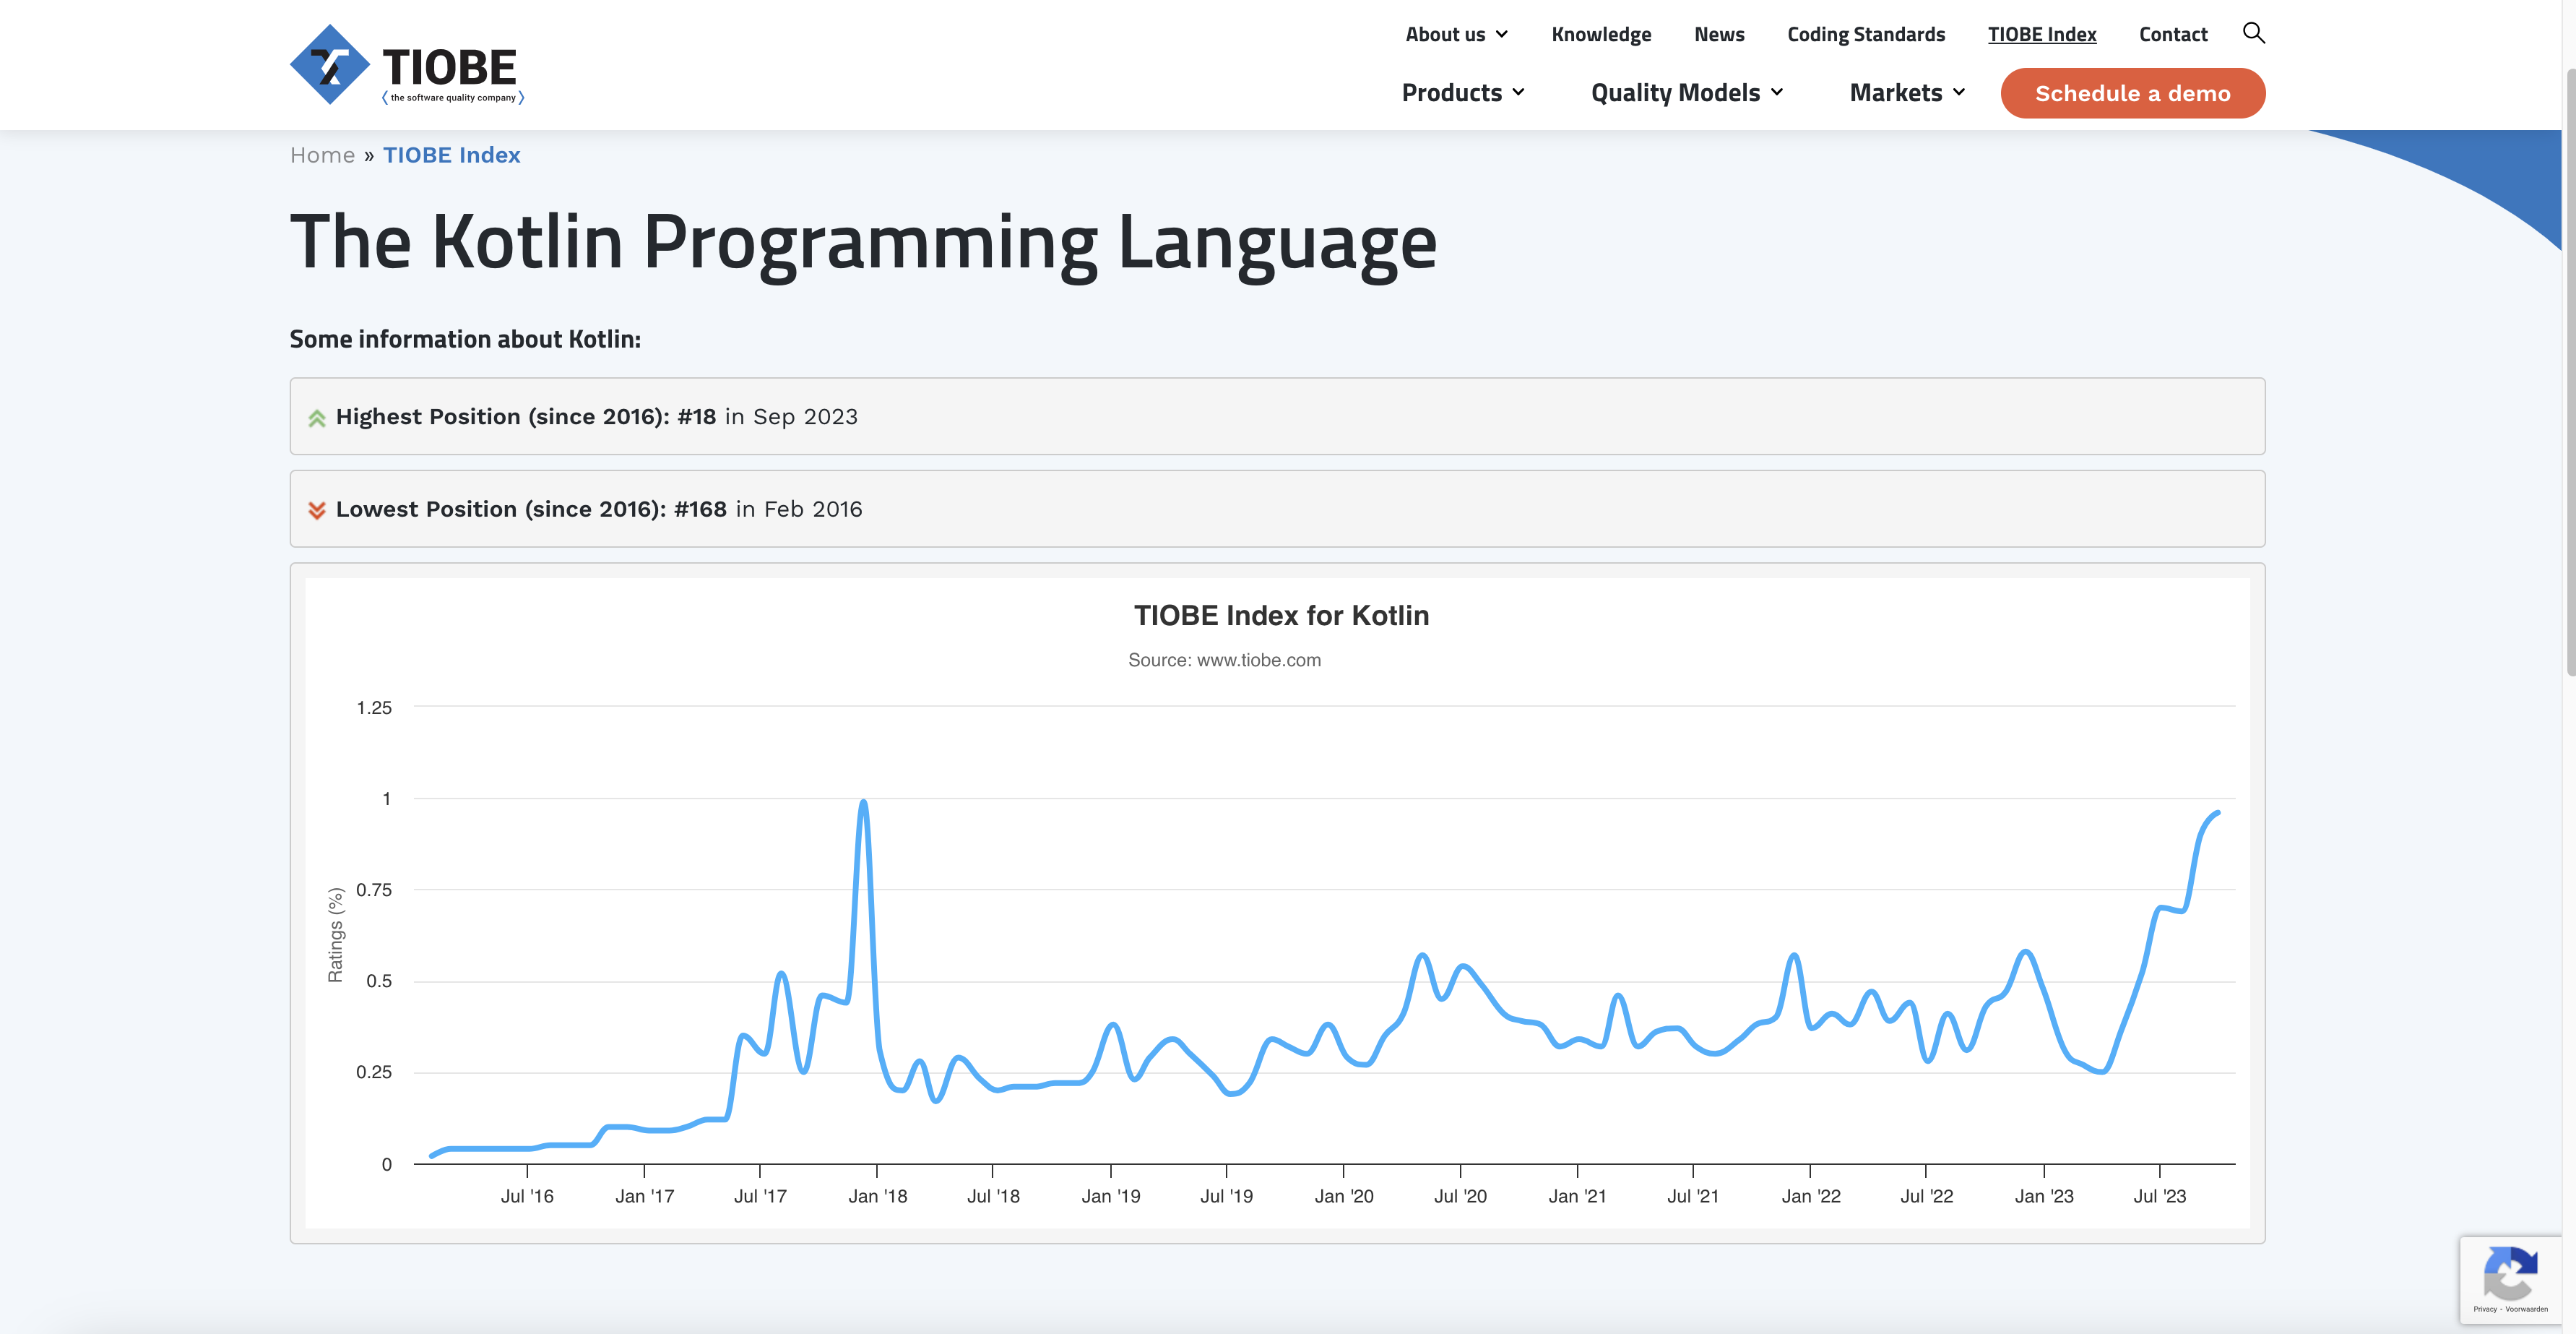 About us Knowledge News Coding Standards TIOBE Index Contact
TIOBE
⟨ the software quality company ⟩
Products Quality Models Markets Schedule a demo
Home » TIOBE Index
The Kotlin Programming Language
Some information about Kotlin:
Highest Position (since 2016): #18 in Sep 2023
Lowest Position (since 2016): #168 in Feb 2016
TIOBE Index for Kotlin
Source: www.tiobe.com
Ratings (%)
1.25
1
0.75
0.5
0.25
0
Jul '16 Jan '17 Jul '17 Jan '18 Jul '18 Jan '19 Jul '19 Jan '20 Jul '20 Jan '21 Jul '21 Jan '22 Jul '22 Jan '23 Jul '23
Privacy - Voorwaarden